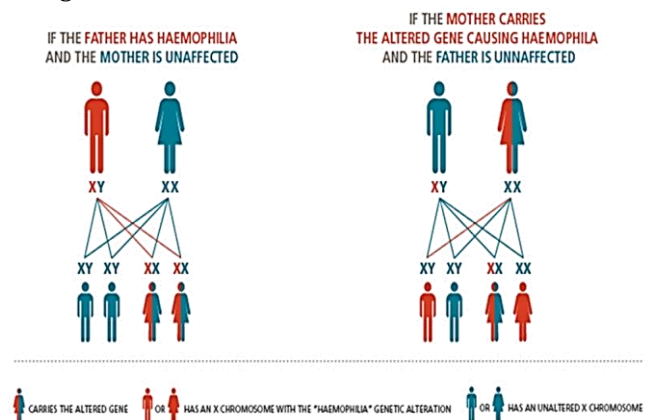 IF THE FATHER HAS HAEMOPHILIA
AND THE MOTHER IS UNAFFECTED
XY XX
XY XY XX XX
IF THE MOTHER CARRIES
THE ALTERED GENE CAUSING HAEMOPHILA
AND THE FATHER IS UNNAFFECTED
XY XX
XY XY XX XX
CARRIES THE ALTERED GENE
OR HAS AN X CHROMOSOME WITH THE "HAEMOPHILIA" GENETIC ALTERATION
OR HAS AN UNALTERED X CHROMOSOME